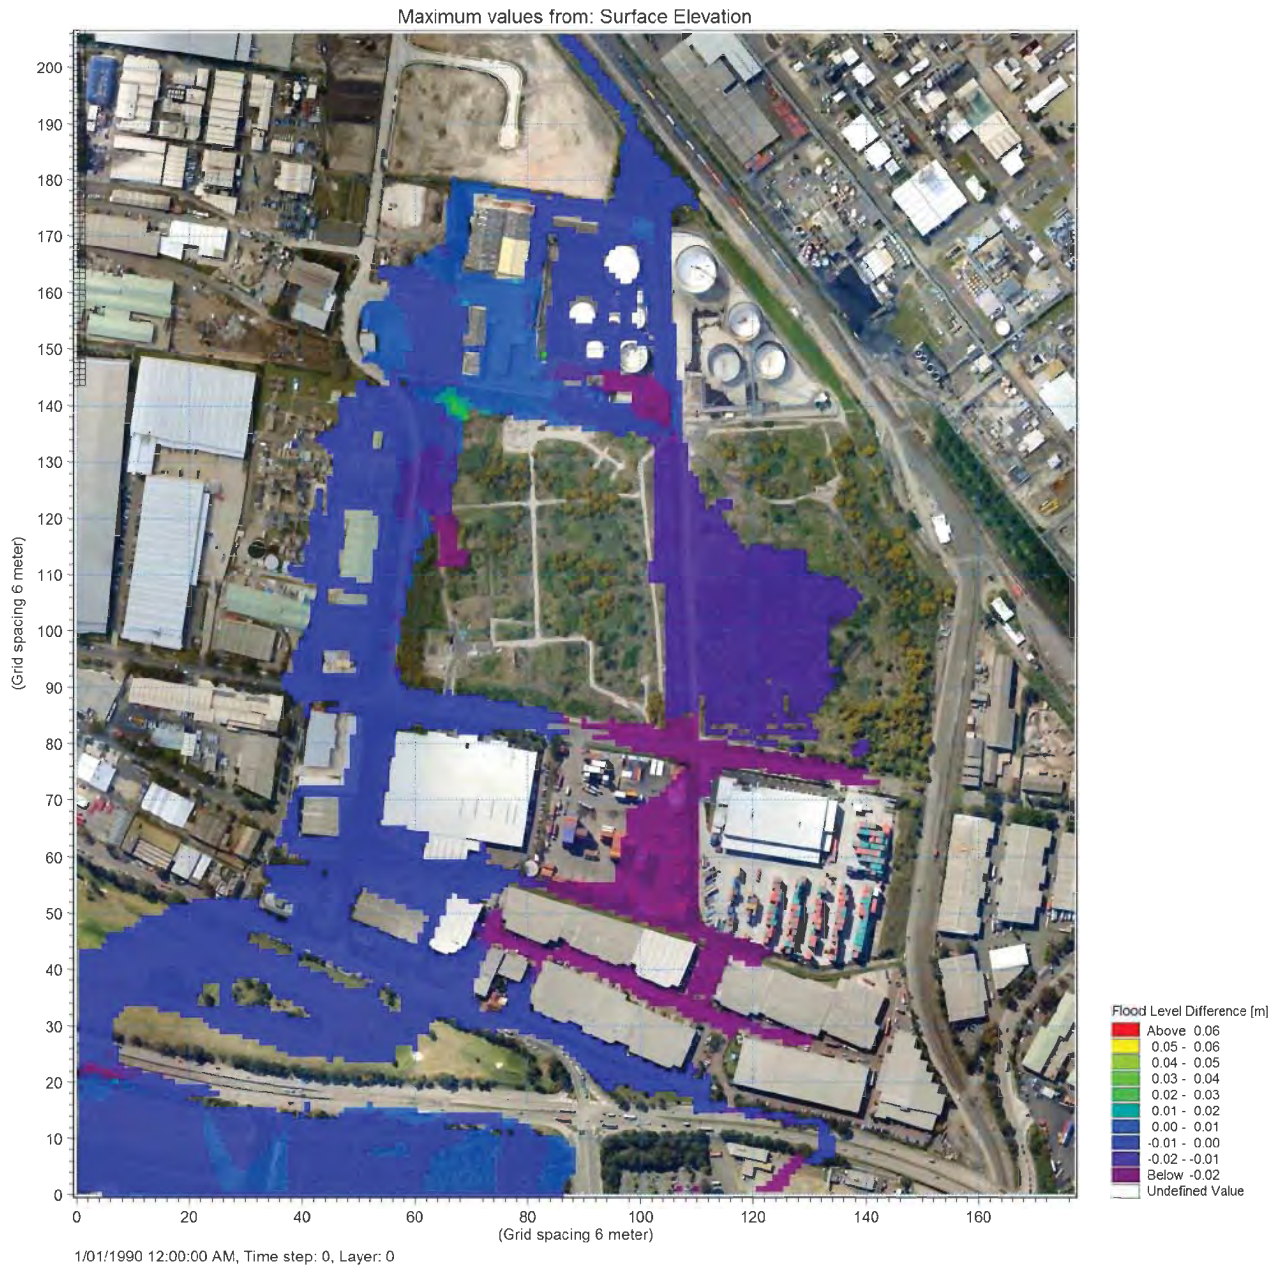 Maximum values from: Surface Elevation
200
190
180
170
160
150
140
130
120
110
100
90
80
70
60
50
40
30
20
10
0
(Grid spacing 6 meter)
0 20 40 60 80 100 120 140 160
(Grid spacing 6 meter)
1/01/1990 12:00:00 AM, Time step: 0, Layer: 0
Flood Level Difference [m]
Above 0.06
0.05 - 0.06
0.04 - 0.05
0.03 - 0.04
0.02 - 0.03
0.01 - 0.02
0.00 - 0.01
-0.01 - 0.00
-0.02 - -0.01
Below -0.02
Undefined Value